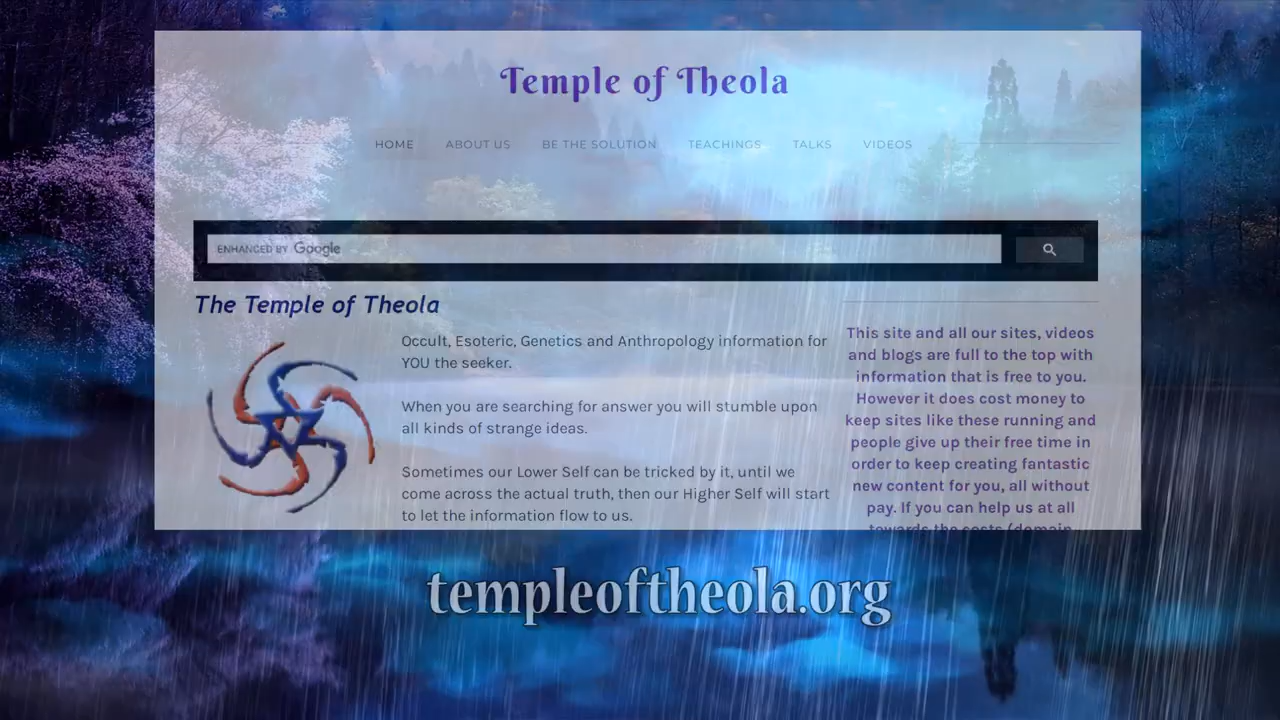 Temple of Theola
HOME ABOUT US BE THE SOLUTION TEACHINGS TALKS VIDEOS
ENHANCED BY Google
The Temple of Theola
Occult, Esoteric, Genetics and Anthropology information for
YOU the seeker.
When you are searching for answer you will stumble upon
all kinds of strange ideas.
Sometimes our Lower Self can be tricked by it, until we
come across the actual truth, then our Higher Self will start
to let the information flow to us.
This site and all our sites, videos
and blogs are full to the top with
information that is free to you.
However it does cost money to
keep sites like these running and
people give up their free time in
order to keep creating fantastic
new content for you, all without
pay. If you can help us at all
towards the costs (domain,
templeoftheola.org